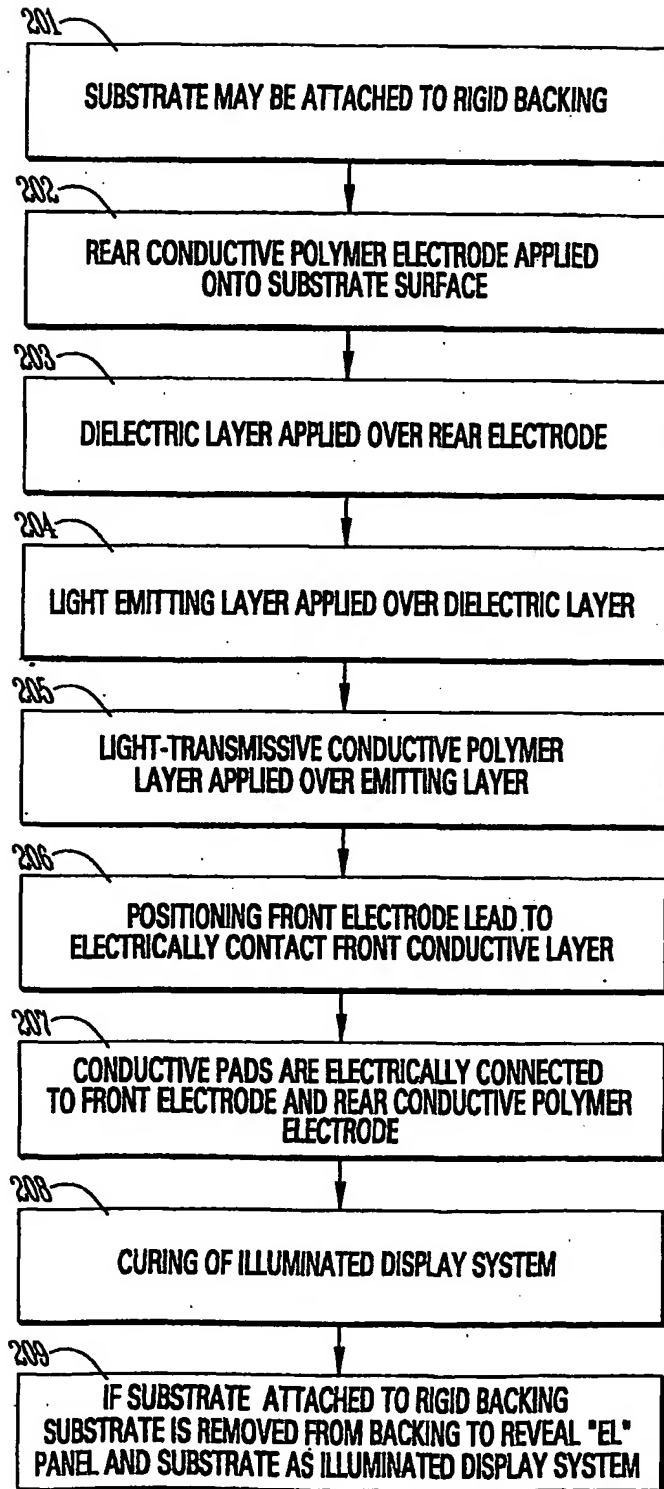 201
SUBSTRATE MAY BE ATTACHED TO RIGID BACKING
202
REAR CONDUCTIVE POLYMER ELECTRODE APPLIED
ONTO SUBSTRATE SURFACE
203
DIELECTRIC LAYER APPLIED OVER REAR ELECTRODE
204
LIGHT EMITTING LAYER APPLIED OVER DIELECTRIC LAYER
205
LIGHT-TRANSMISSIVE CONDUCTIVE POLYMER
LAYER APPLIED OVER EMITTING LAYER
206
POSITIONING FRONT ELECTRODE LEAD TO
ELECTRICALLY CONTACT FRONT CONDUCTIVE LAYER
207
CONDUCTIVE PADS ARE ELECTRICALLY CONNECTED
TO FRONT ELECTRODE AND REAR CONDUCTIVE POLYMER
ELECTRODE
208
CURING OF ILLUMINATED DISPLAY SYSTEM
209
IF SUBSTRATE ATTACHED TO RIGID BACKING
SUBSTRATE IS REMOVED FROM BACKING TO REVEAL "EL"
PANEL AND SUBSTRATE AS ILLUMINATED DISPLAY SYSTEM